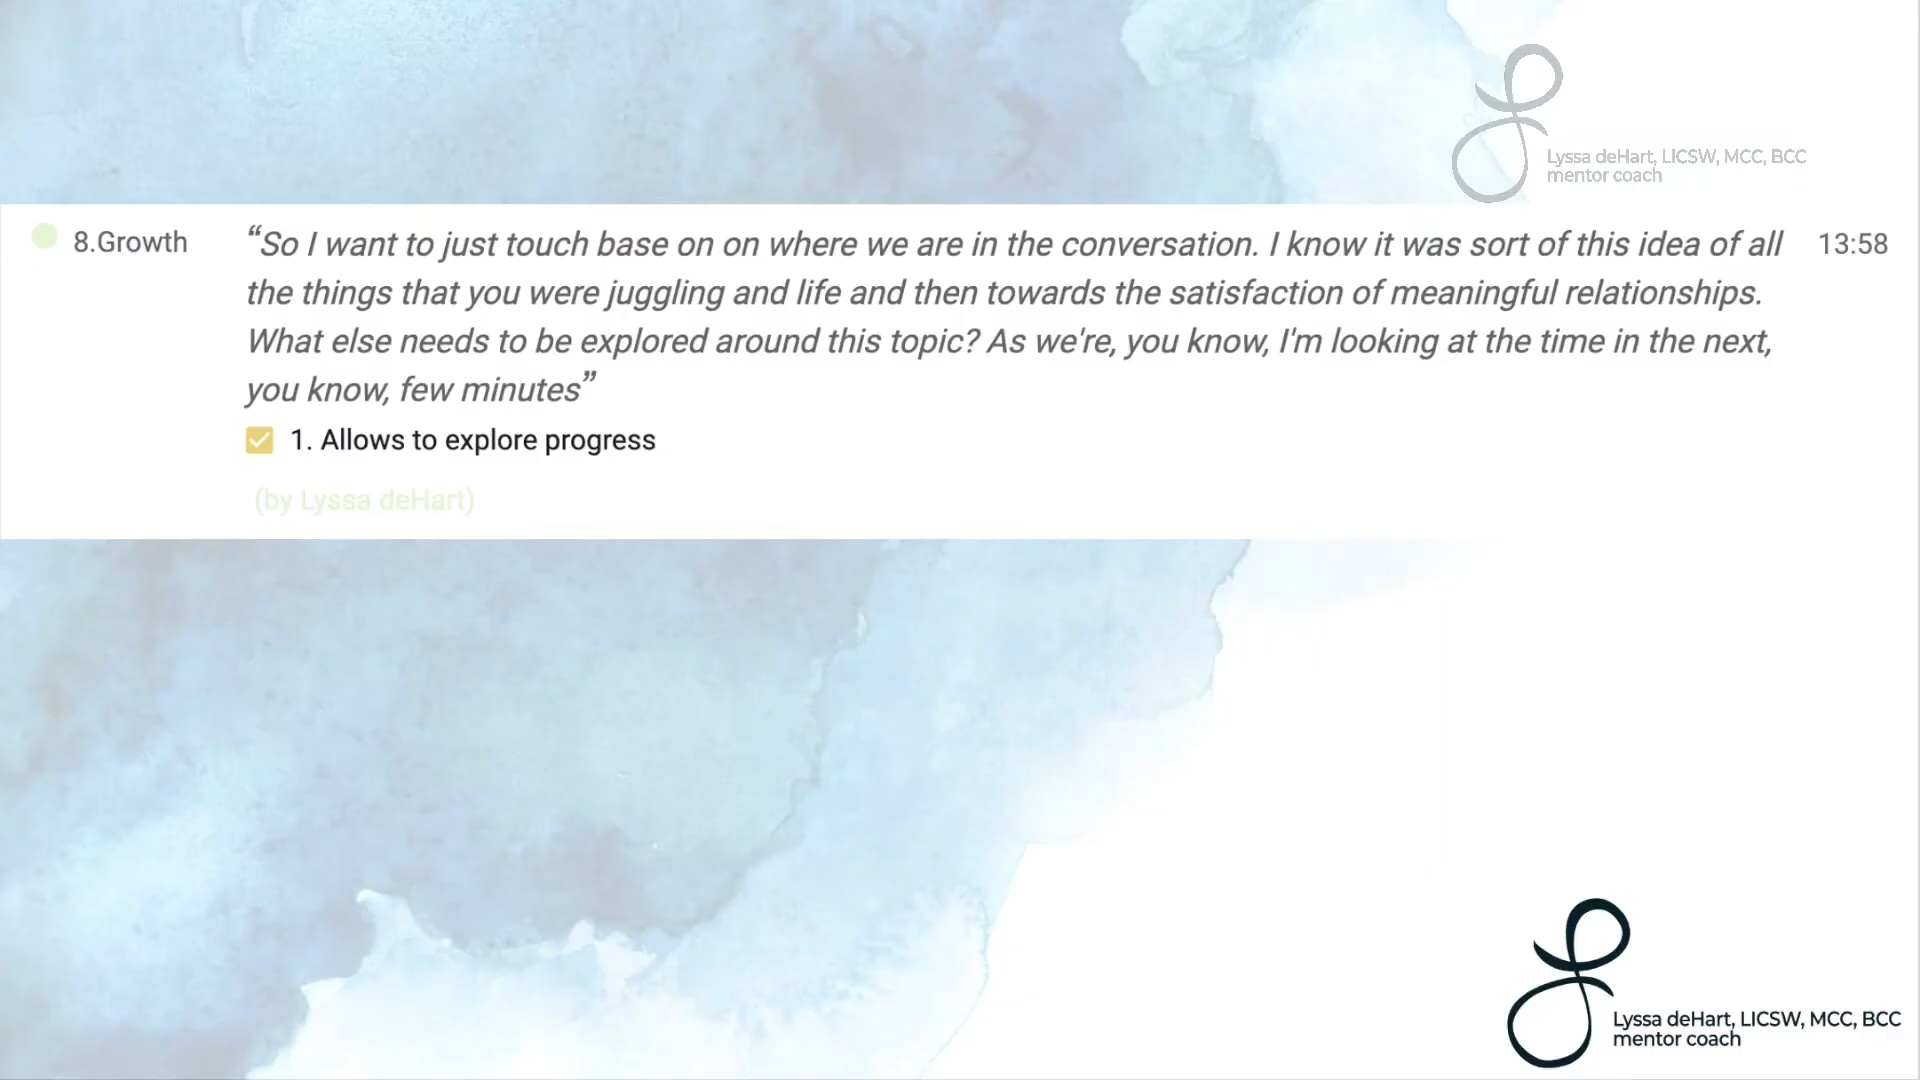 Lyssa deHart, LICSW, MCC, BCC
mentor coach
8.Growth
“So I want to just touch base on on where we are in the conversation. I know it was sort of this idea of all
13:58
the things that you were juggling and life and then towards the satisfaction of meaningful relationships.
What else needs to be explored around this topic? As we're, you know, I'm looking at the time in the next,
you know, few minutes”
1. Allows to explore progress
(by Lyssa deHart)
Lyssa deHart, LICSW, MCC, BCC
mentor coach